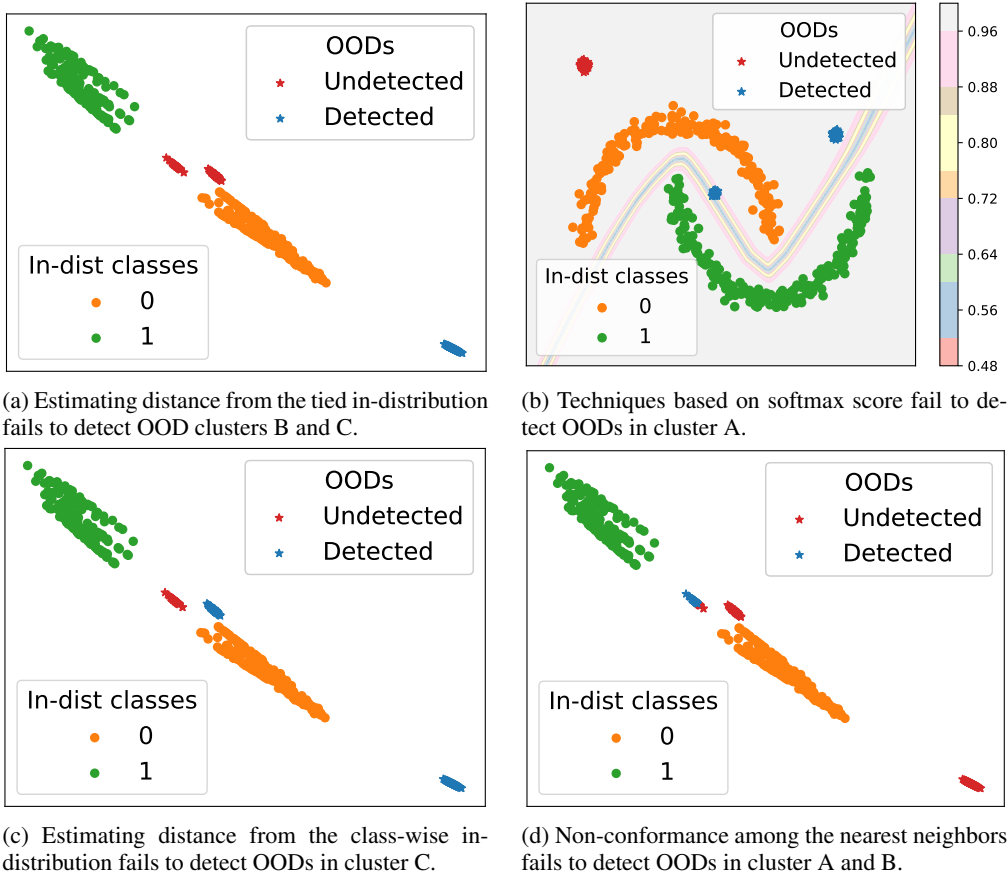 OODs
Undetected
Detected
In-dist classes
0
1
(a) Estimating distance from the tied in-distribution
fails to detect OOD clusters B and C.
OODs
Undetected
Detected
In-dist classes
0
1
0.96
0.88
0.80
0.72
0.64
0.56
0.48
(b) Techniques based on softmax score fail to de-
tect OODs in cluster A.
OODs
Undetected
Detected
In-dist classes
0
1
(c) Estimating distance from the class-wise in-
distribution fails to detect OODs in cluster C.
OODs
Undetected
Detected
In-dist classes
0
1
(d) Non-conformance among the nearest neighbors
fails to detect OODs in cluster A and B.